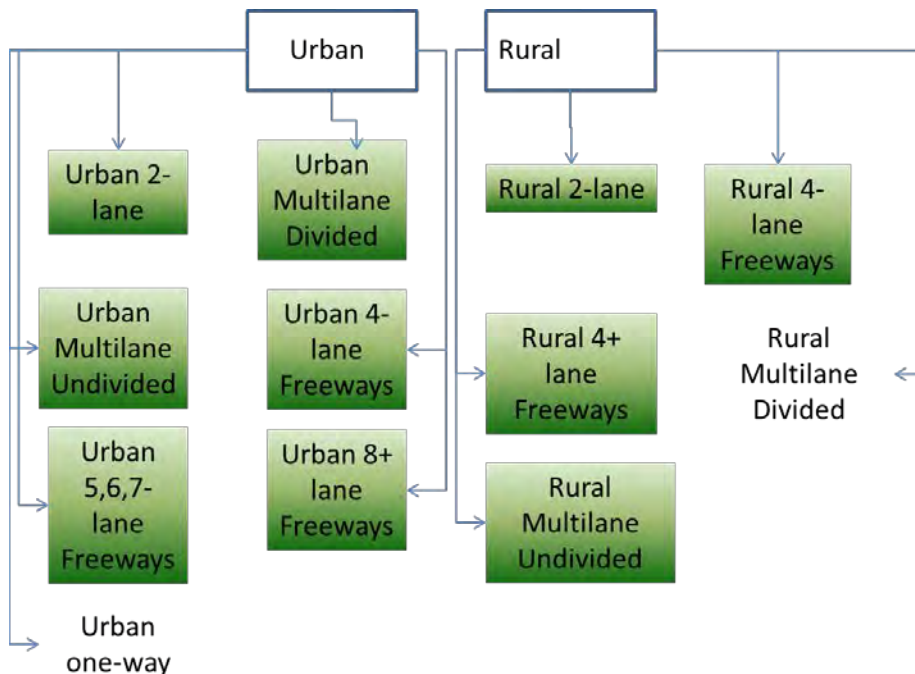 Urban
Rural
Urban 2-
lane
Urban
Multilane
Divided
Rural 2-lane
Rural 4-
lane
Freeways
Urban
Multilane
Undivided
Urban 4-
lane
Freeways
Rural 4+
lane
Freeways
Rural
Multilane
Divided
Urban
5,6,7-
lane
Freeways
Urban 8+
lane
Freeways
Rural
Multilane
Undivided
Urban
one-way